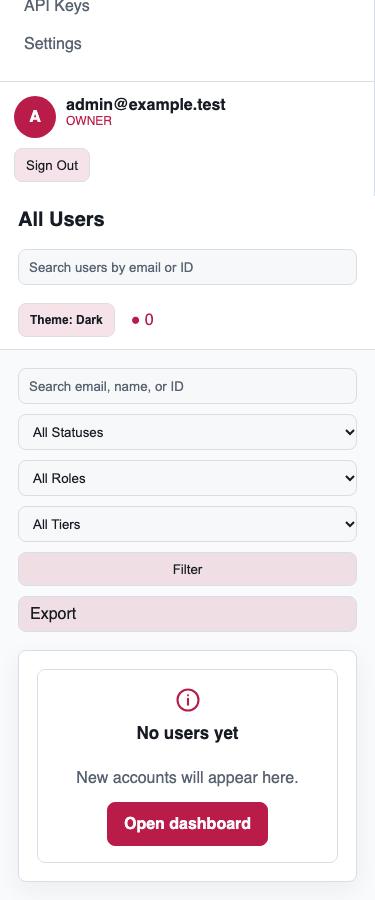 API Keys
Settings
A
admin@example.test
OWNER
Sign Out
All Users
Search users by email or ID
Theme: Dark
0
Search email, name, or ID
All Statuses
All Roles
All Tiers
Filter
Export
No users yet
New accounts will appear here.
Open dashboard